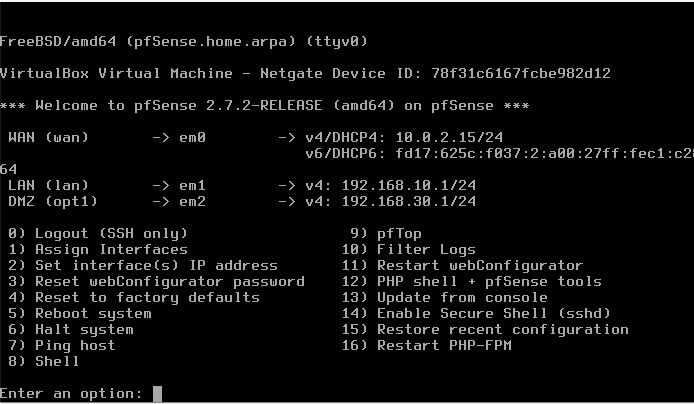 FreeBSD/amd64 (pfSense.home.arpa) (ttyv0)
VirtualBox Virtual Machine - Netgate Device ID: 78f31c6167fcbe982d12
*** Welcome to pfSense 2.7.2-RELEASE (amd64) on pfSense ***
WAN (wan)       -> em0        -> v4/DHCP4: 10.0.2.15/24
v6/DHCP6: fd17:625c:f037:2:a00:27ff:fec1:c28
64
LAN (lan)       -> em1        -> v4: 192.168.10.1/24
DMZ (opt1)      -> em2        -> v4: 192.168.30.1/24
0) Logout (SSH only)                  9) pfTop
1) Assign Interfaces                 10) Filter Logs
2) Set interface(s) IP address       11) Restart webConfigurator
3) Reset webConfigurator password    12) PHP shell + pfSense tools
4) Reset to factory defaults         13) Update from console
5) Reboot system                     14) Enable Secure Shell (sshd)
6) Halt system                       15) Restore recent configuration
7) Ping host                         16) Restart PHP-FPM
8) Shell
Enter an option: